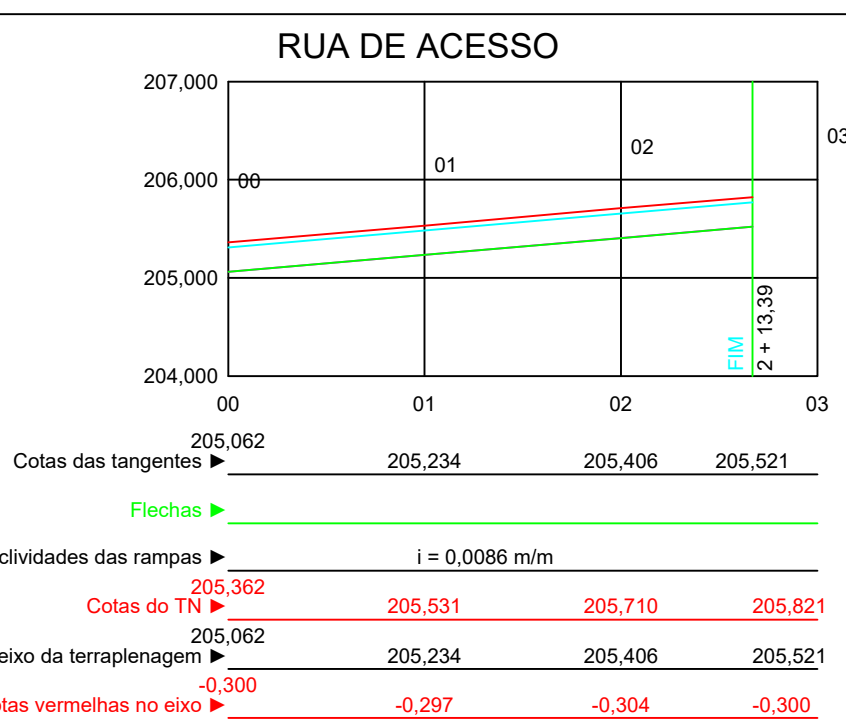 RUA DE ACESSO
207,000
206,000
205,000
204,000
00
01
02
03
FIM
2 + 13,39
00 01 02 03
Cotas das tangentes ► 205,062 205,234 205,406 205,521
Flechas ►
clividades das rampas ► i = 0,0086 m/m
Cotas do TN ► 205,362 205,531 205,710 205,821
eixo da terraplenagem ► 205,062 205,234 205,406 205,521
otas vermelhas no eixo ► -0,300 -0,297 -0,304 -0,300